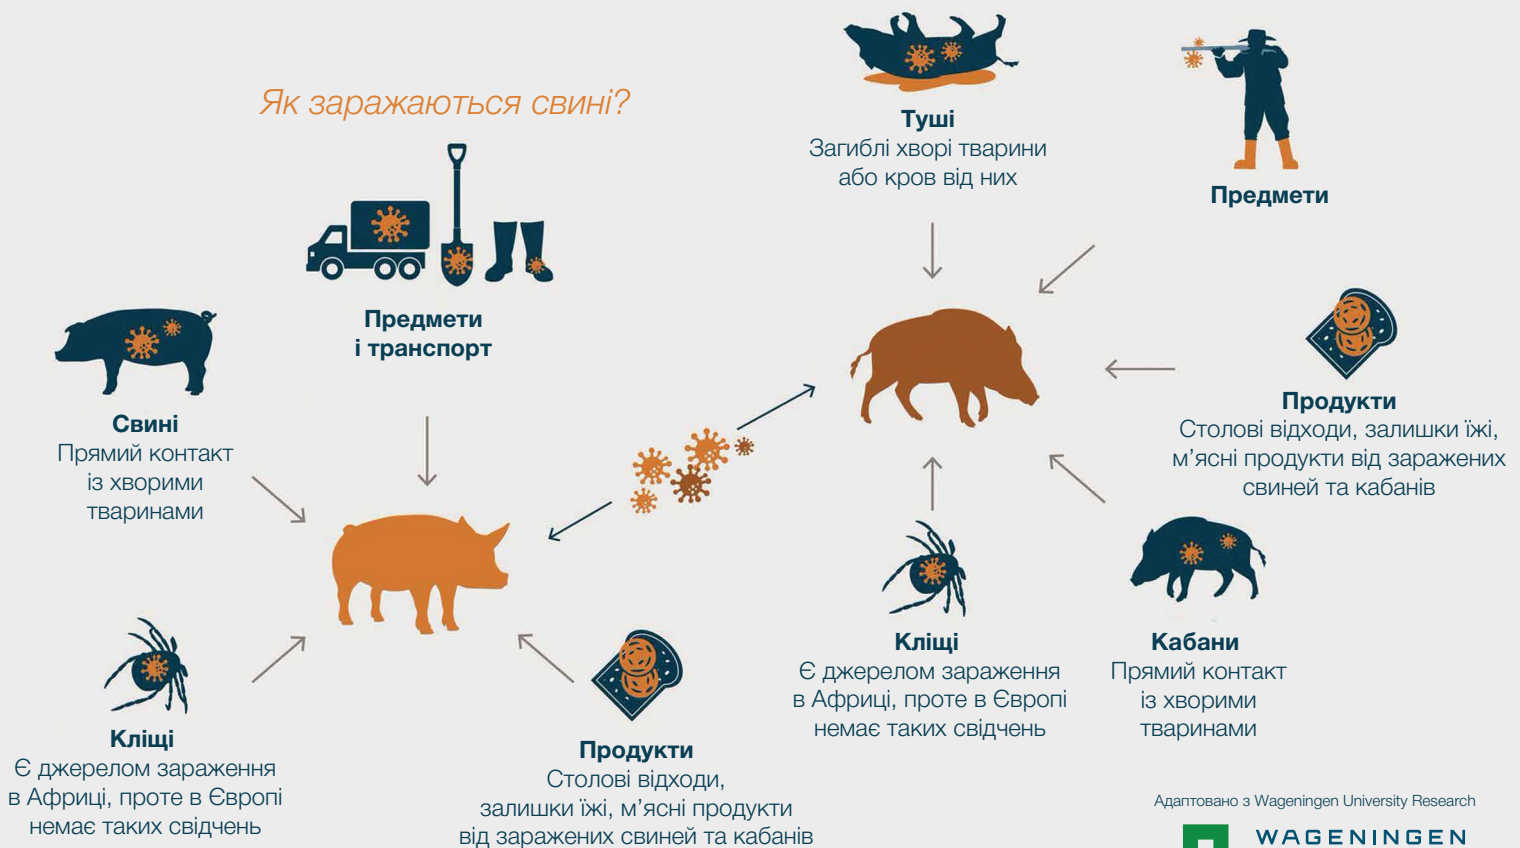 Як заражаються свині?
Предмети
і транспорт
Свині
Прямий контакт
із хворими
тваринами
Кліщі
Є джерелом зараження
в Африці, проте в Європі
немає таких свідчень
Продукти
Столові відходи,
залишки їжі, м’ясні продукти
від заражених свиней та кабанів
Туші
Загиблі хворі тварини
або кров від них
Предмети
Продукти
Столові відходи, залишки їжі,
м’ясні продукти від заражених
свиней та кабанів
Кліщі
Є джерелом зараження
в Африці, проте в Європі
немає таких свідчень
Кабани
Прямий контакт
із хворими
тваринами
Адаптовано з Wageningen University Research
WAGENINGEN